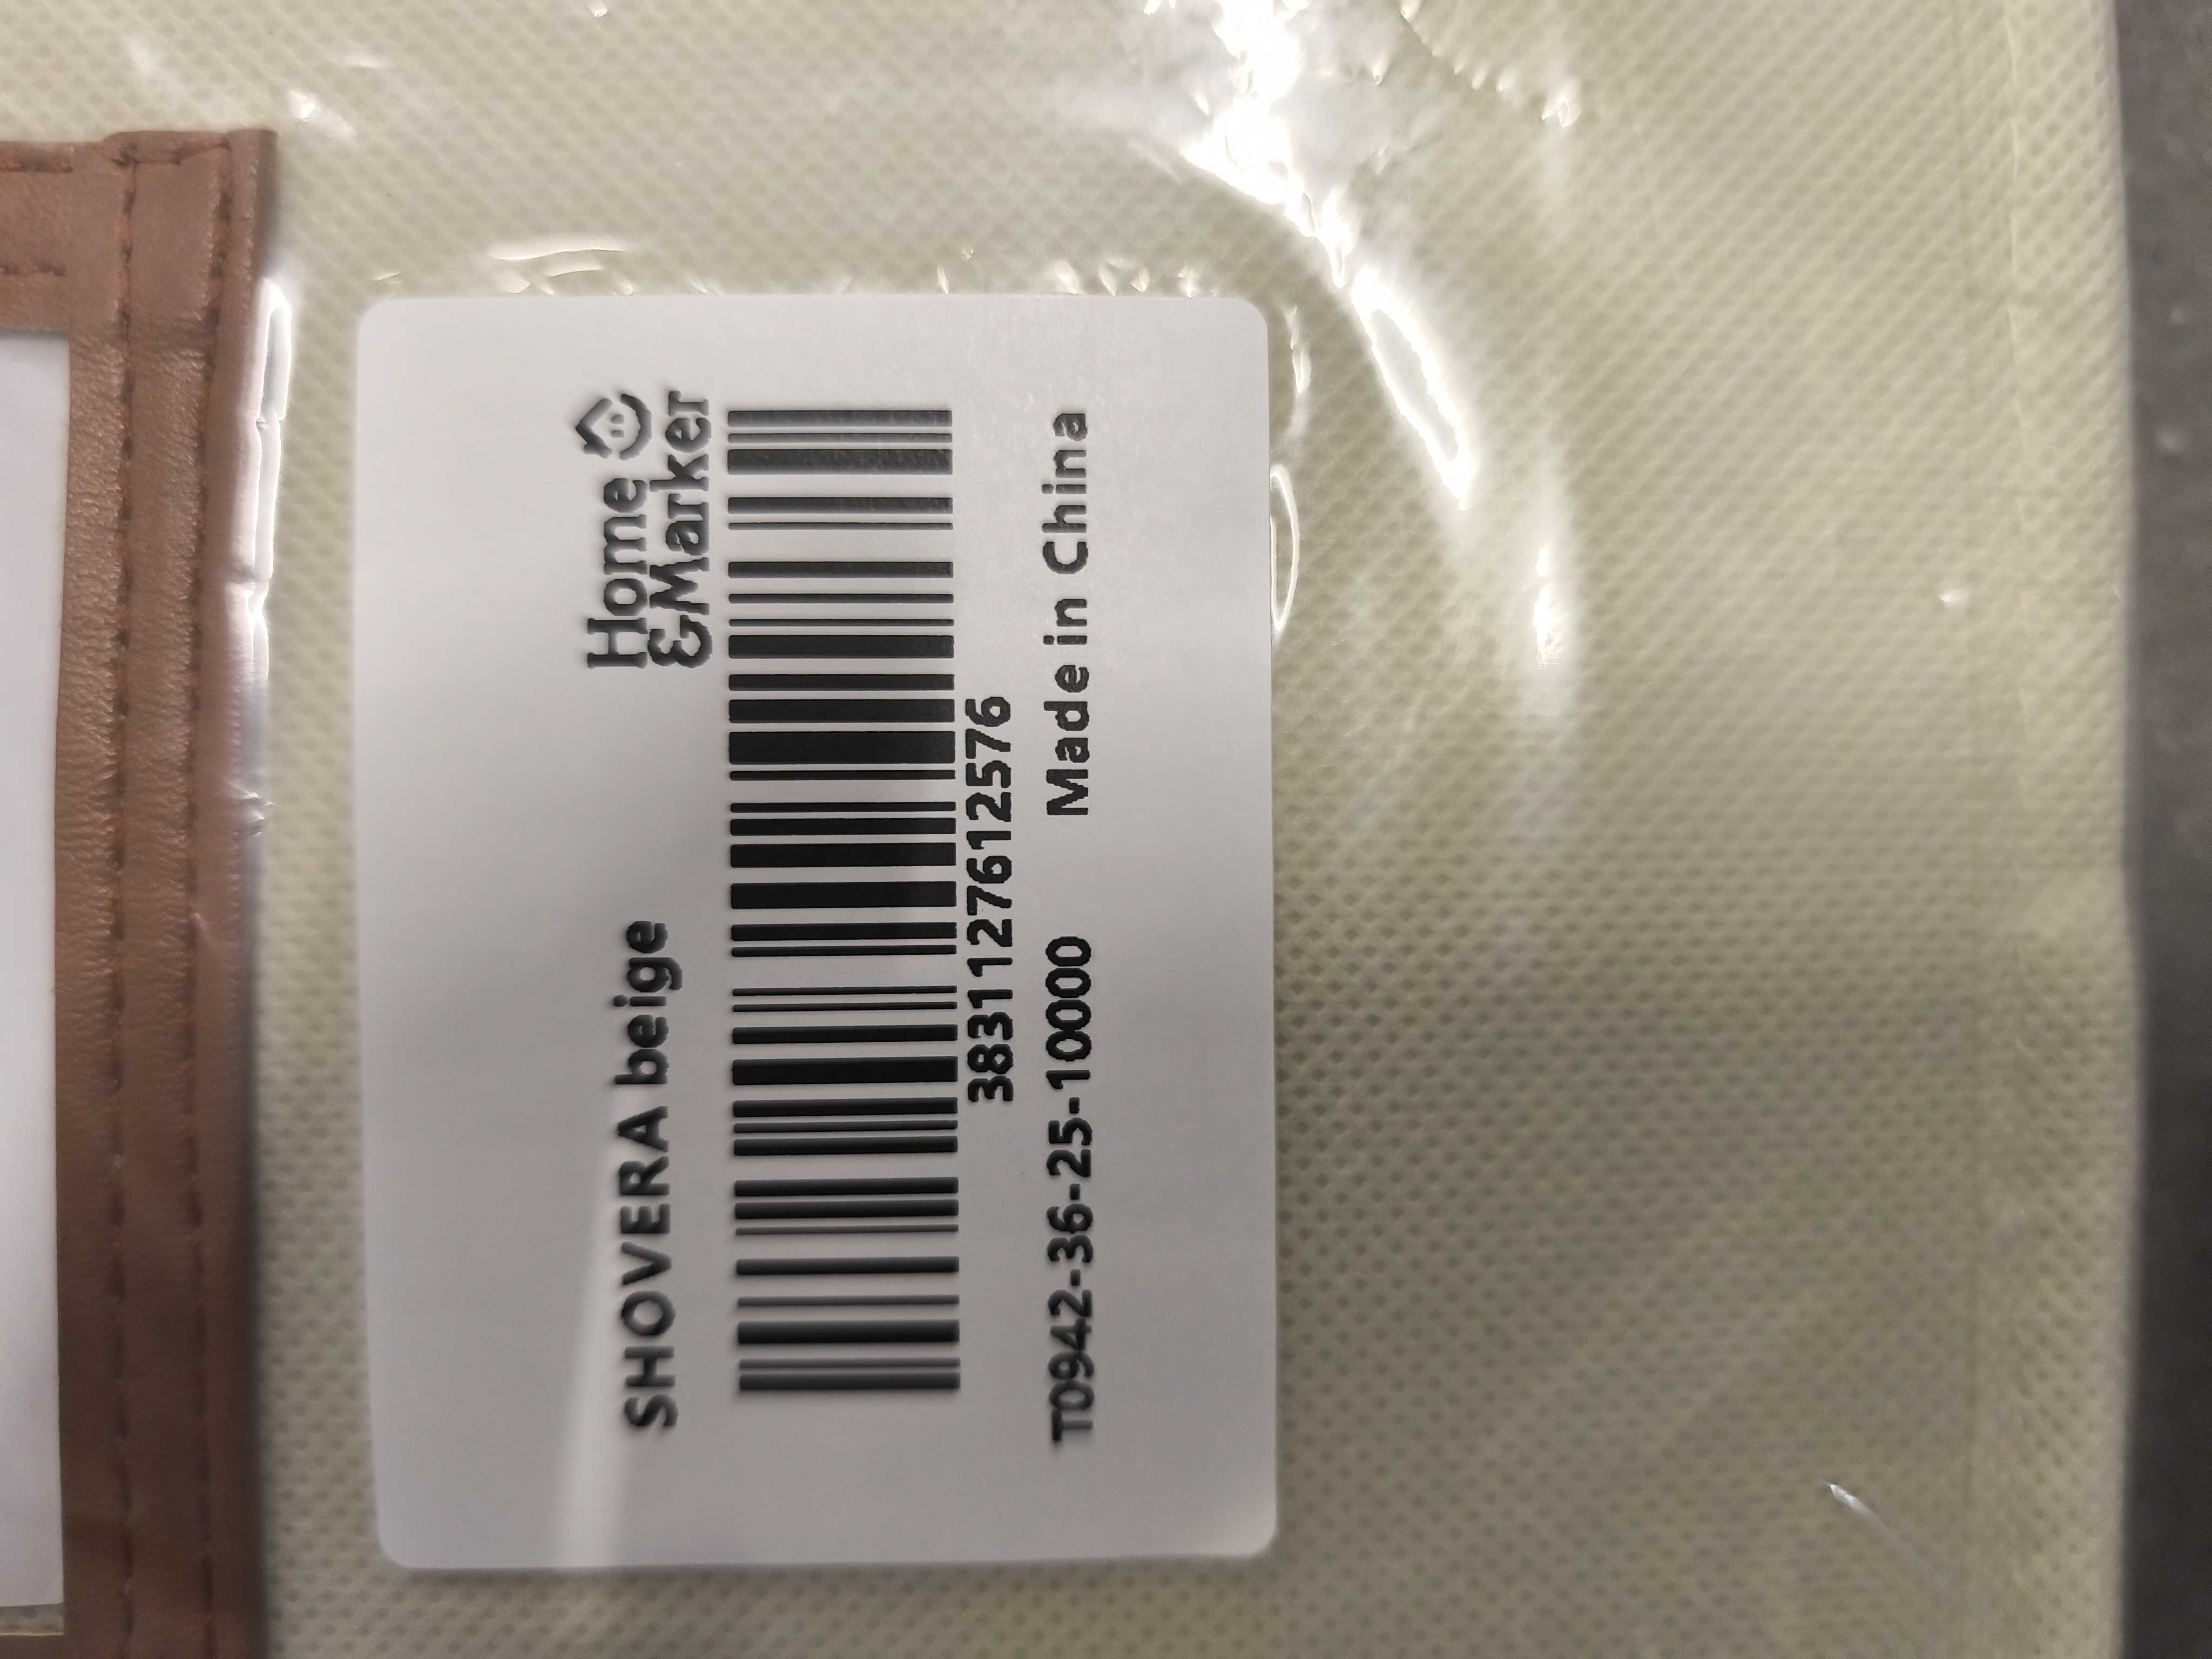 SHOVERA beige
Home
&Marker
3831127612576
T0942-36-25-10000 Made in China